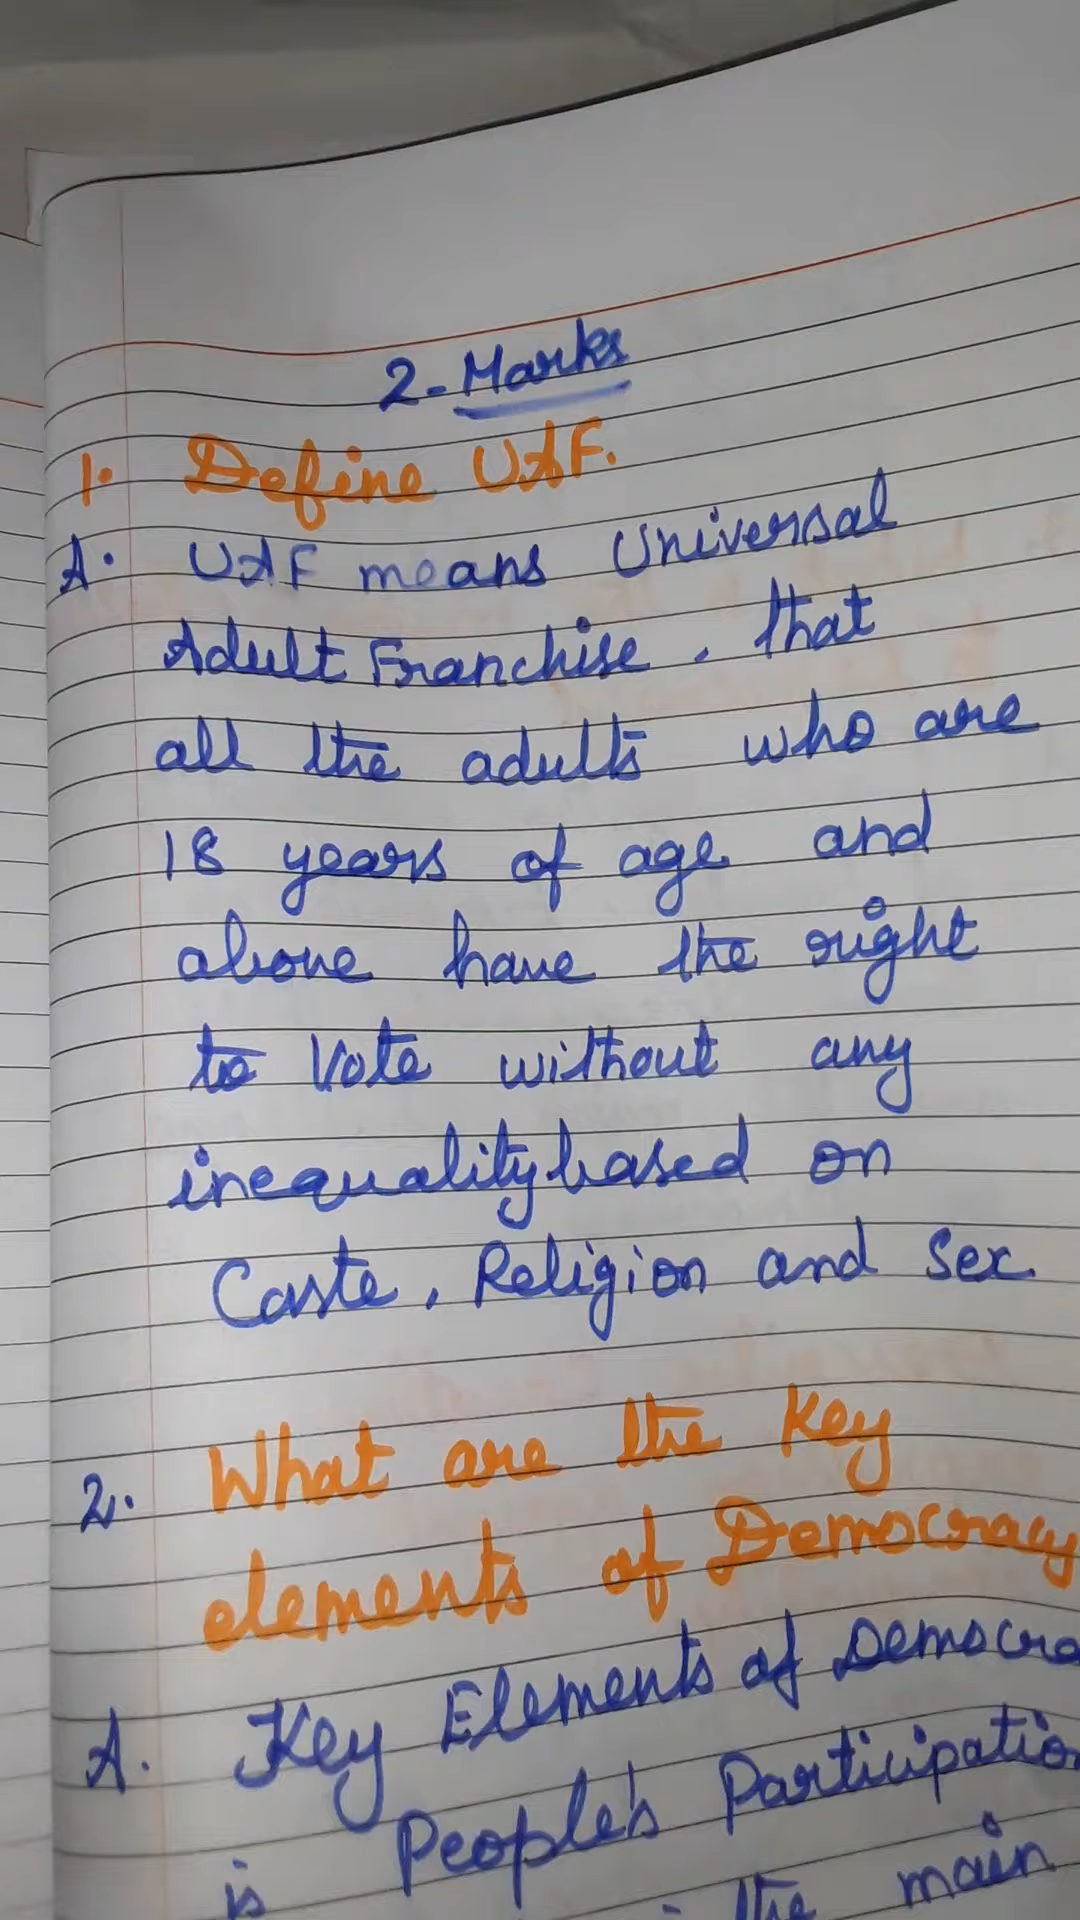 2-Marks
1. Define UAF.
A. UAF means Universal
Adult Franchise. that
all the adults who are
18 years of age and
above have the right
to Vote without any
inequality based on
Caste, Religion and Sex
2. What are the Key
elements of Democracy
A. Key Elements of Democra
is People's Participation
the main